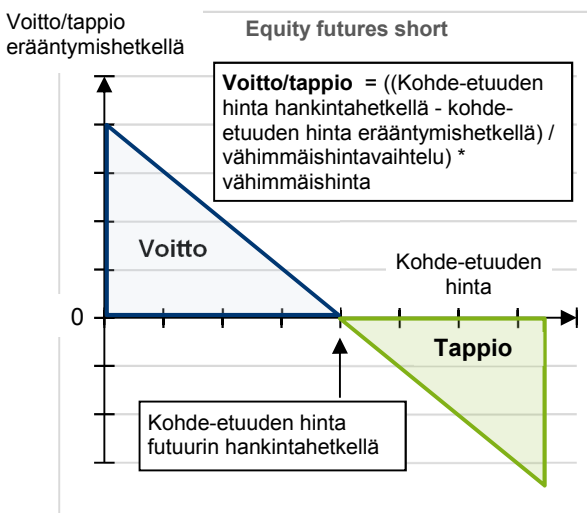 Voitto/tappio
erääntymishetkellä
Equity futures short
Voitto/tappio = ((Kohde-etuuden
hinta hankintahetkellä - kohde-
etuuden hinta erääntymishetkellä) /
vähimmäishintavaihtelu) *
vähimmäishinta
Voitto
Kohde-etuuden
hinta
0
Tappio
Kohde-etuuden hinta
futuurin hankintahetkellä